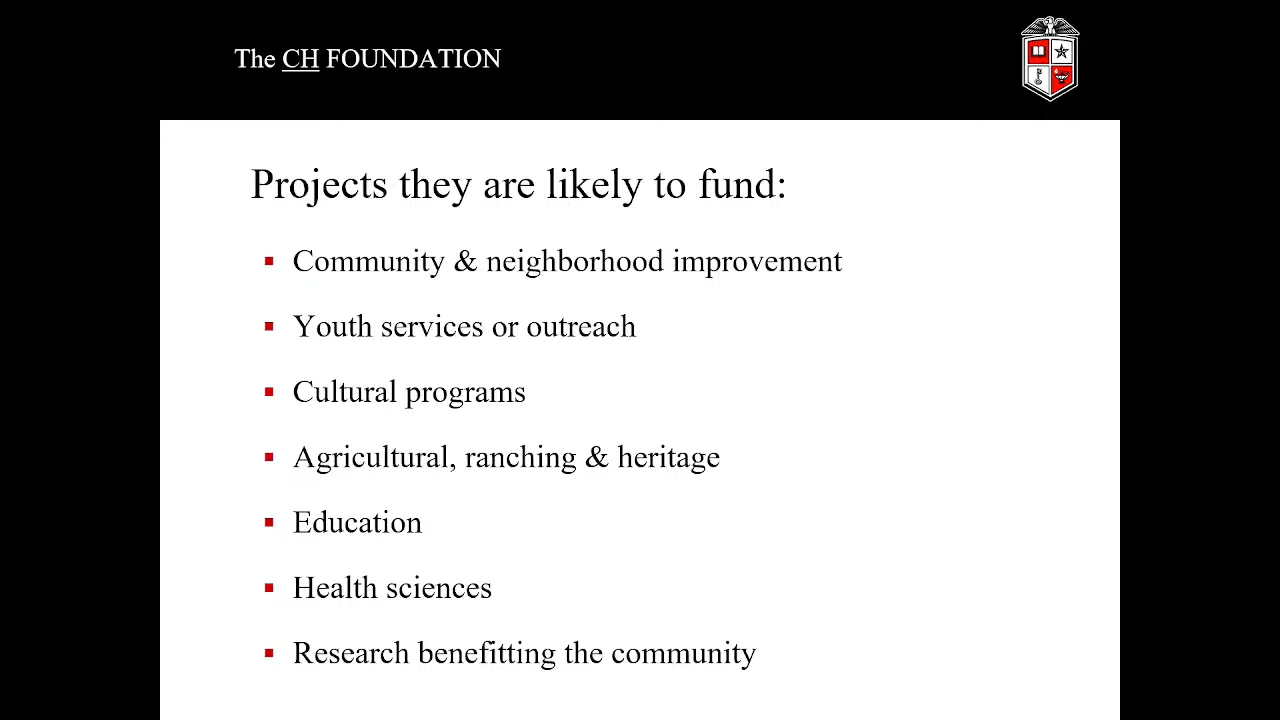 The CH FOUNDATION
Projects they are likely to fund:
▪ Community & neighborhood improvement
▪ Youth services or outreach
▪ Cultural programs
▪ Agricultural, ranching & heritage
▪ Education
▪ Health sciences
▪ Research benefitting the community